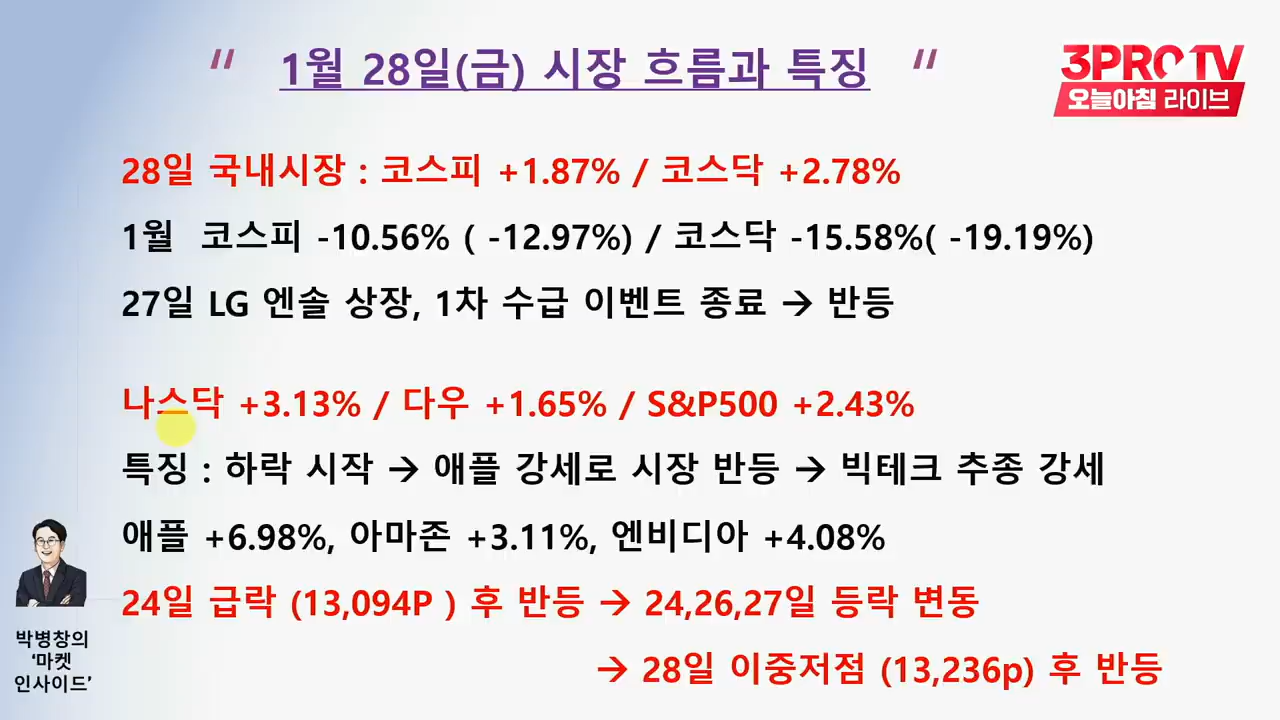 " 1월 28일(금) 시장 흐름과 특징 "
3PRO TV
오늘아침 라이브
28일 국내시장 : 코스피 +1.87% / 코스닥 +2.78%
1월 코스피 -10.56% ( -12.97%) / 코스닥 -15.58%( -19.19%)
27일 LG 엔솔 상장, 1차 수급 이벤트 종료 → 반등
나스닥 +3.13% / 다우 +1.65% / S&P500 +2.43%
특징 : 하락 시작 → 애플 강세로 시장 반등 → 빅테크 추종 강세
애플 +6.98%, 아마존 +3.11%, 엔비디아 +4.08%
24일 급락 (13,094P ) 후 반등 → 24,26,27일 등락 변동
→ 28일 이중저점 (13,236p) 후 반등
박병창의
‘마켓
인사이드’